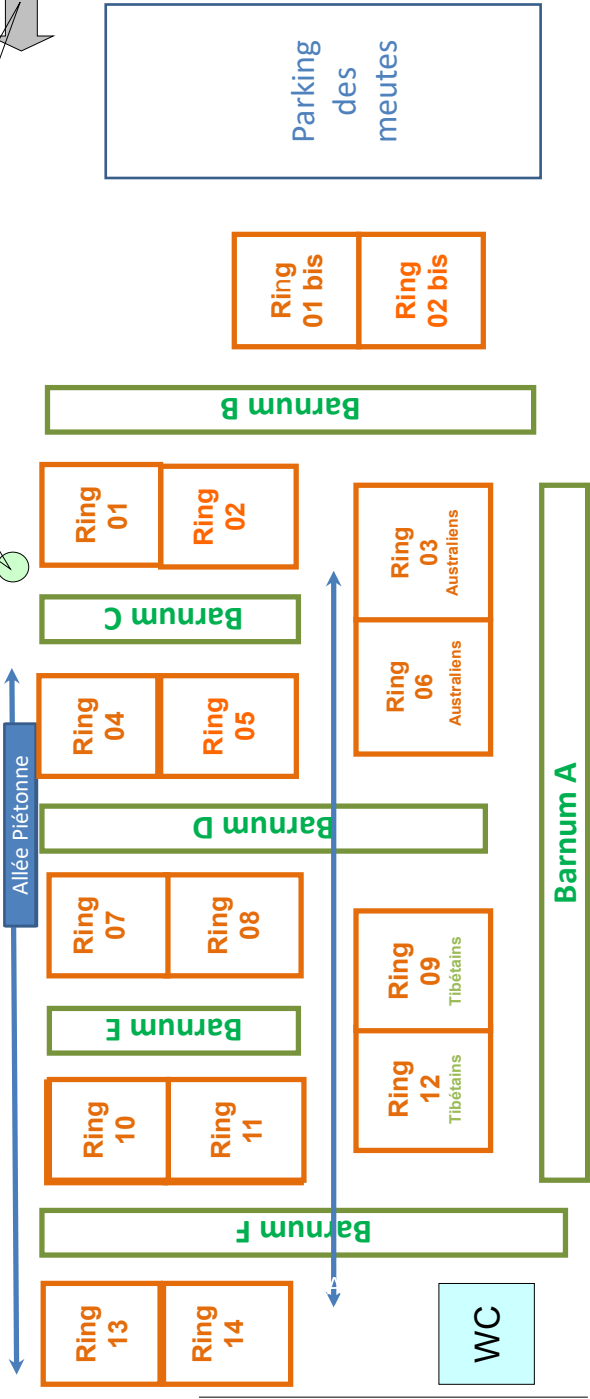 Parking
des
meutes
Ring
01 bis
Ring
02 bis
Barnum B
Ring
01
Ring
02
Barnum C
Ring
03
Australiens
Ring
04
Ring
05
Ring
06
Australiens
Allée Piétonne
Barnum D
Barnum A
Ring
07
Ring
08
Ring
09
Tibétains
Barnum E
Ring
10
Ring
11
Ring
12
Tibétains
Barnum F
A
Ring
13
Ring
14
WC